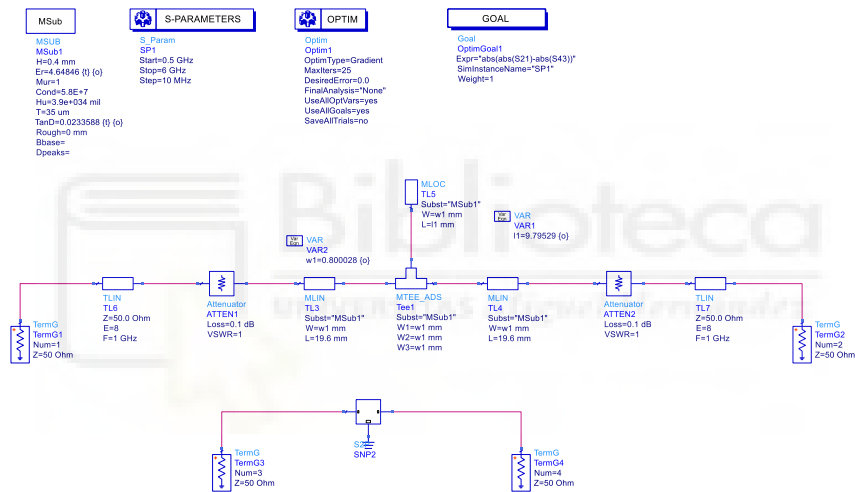 MSub
MSUB
MSub1
H=0.4 mm
Er=4.64846 {t} {o}
Mur=1
Cond=5.8E+7
Hu=3.9e+034 mil
T=35 um
TanD=0.0233588 {t} {o}
Rough=0 mm
Bbase=
Dpeaks=
S-PARAMETERS
S_Param
SP1
Start=0.5 GHz
Stop=6 GHz
Step=10 MHz
OPTIM
Optim
Optim1
OptimType=Gradient
MaxIters=25
DesiredError=0.0
FinalAnalysis="None"
UseAllOptVars=yes
UseAllGoals=yes
SaveAllTrials=no
GOAL
Goal
OptimGoal1
Expr="abs(abs(S21)-abs(S43))"
SimInstanceName="SP1"
Weight=1
Biblioteca
MLOC
TL5
Subst="MSub1"
W=w1 mm
L=l1 mm
Var
Eqn
VAR
VAR1
l1=9.79529 {o}
Var
Eqn
VAR
VAR2
w1=0.800028 {o}
TLIN
TL6
Z=50.0 Ohm
E=8
F=1 GHz
Attenuator
ATTEN1
Loss=0.1 dB
VSWR=1
MLIN
TL3
Subst="MSub1"
W=w1 mm
L=19.6 mm
MTEE_ADS
Tee1
Subst="MSub1"
W1=w1 mm
W2=w1 mm
W3=w1 mm
MLIN
TL4
Subst="MSub1"
W=w1 mm
L=19.6 mm
Attenuator
ATTEN2
Loss=0.1 dB
VSWR=1
TLIN
TL7
Z=50.0 Ohm
E=8
F=1 GHz
TermG
TermG1
Num=1
Z=50 Ohm
TermG
TermG2
Num=2
Z=50 Ohm
SNP2
TermG
TermG3
Num=3
Z=50 Ohm
TermG
TermG4
Num=4
Z=50 Ohm